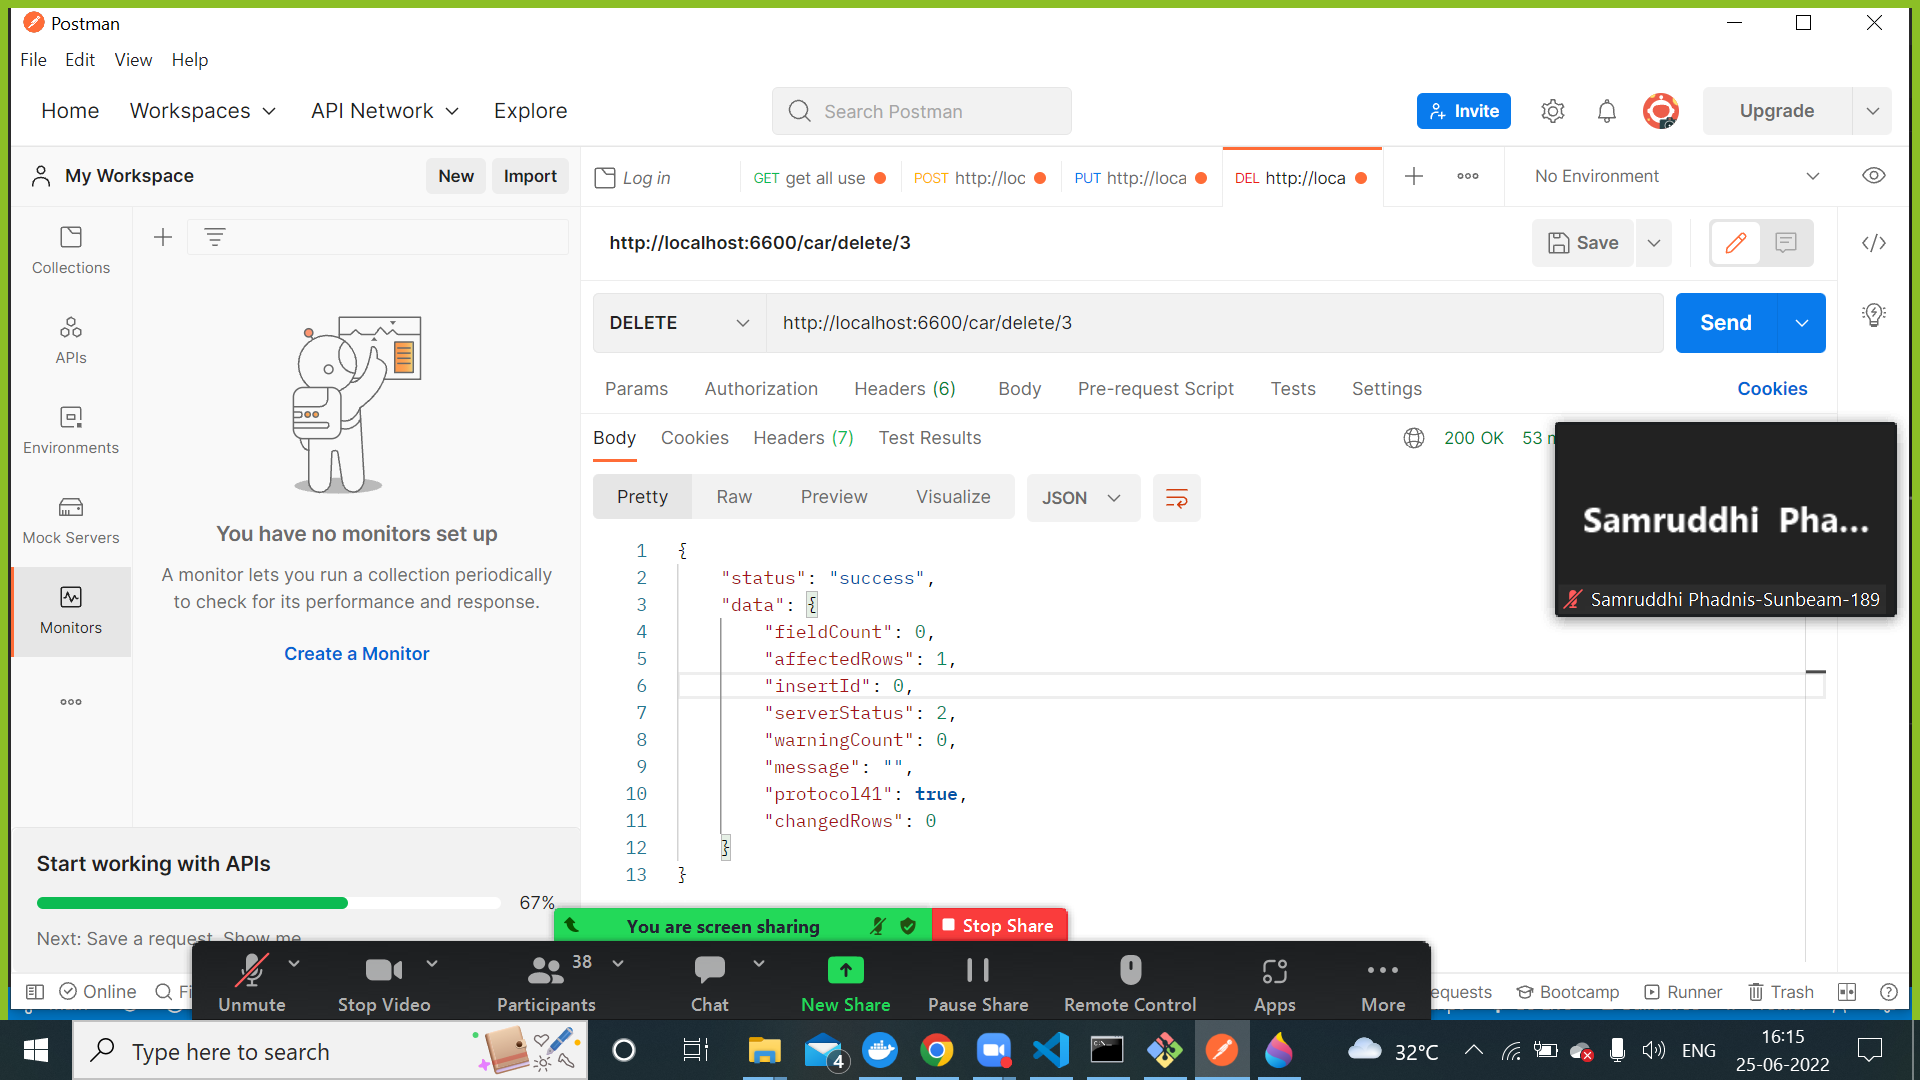 Postman
File Edit View Help
Home Workspaces API Network Explore Search Postman Invite Upgrade
My Workspace New Import
Log in GET get all use POST http://loc PUT http://loca DEL http://loca No Environment
Collections
APIs
Environments
Mock Servers
Monitors
You have no monitors set up
A monitor lets you run a collection periodically
to check for its performance and response.
Create a Monitor
Start working with APIs
67%
Next: Save a request. Show me
http://localhost:6600/car/delete/3 Save
DELETE http://localhost:6600/car/delete/3 Send
Params Authorization Headers (6) Body Pre-request Script Tests Settings Cookies
Body Cookies Headers (7) Test Results 200 OK 53 m
Pretty Raw Preview Visualize JSON
1 {
2 "status": "success",
3 "data": {
4 "fieldCount": 0,
5 "affectedRows": 1,
6 "insertId": 0,
7 "serverStatus": 2,
8 "warningCount": 0,
9 "message": "",
10 "protocol41": true,
11 "changedRows": 0
12 }
13 }
Samruddhi Pha...
Samruddhi Phadnis-Sunbeam-189
You are screen sharing Stop Share
Unmute Stop Video Participants 38 Chat New Share Pause Share Remote Control Apps More
Online Fi equests Bootcamp Runner Trash
Type here to search 4 32°C ENG 16:15
25-06-2022